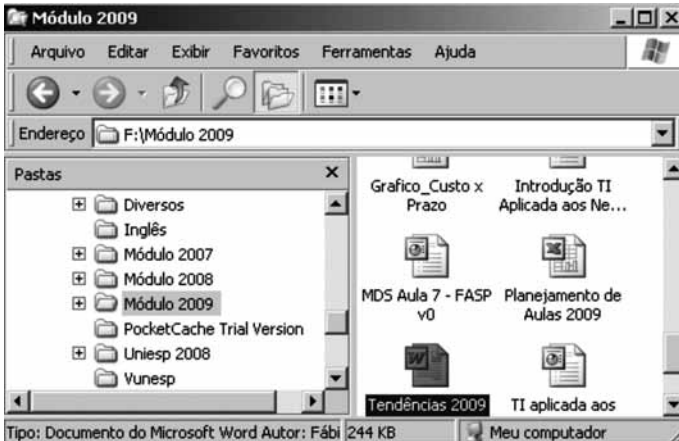 Módulo 2009
Arquivo Editar Exibir Favoritos Ferramentas Ajuda
Endereço F:\Módulo 2009
Pastas
Diversos
Inglês
Módulo 2007
Módulo 2008
Módulo 2009
PocketCache Trial Version
Uniesp 2008
Vunesp
Grafico_Custo x
Prazo
Introdução TI
Aplicada aos Ne...
MDS Aula 7 - FASP
v0
Planejamento de
Aulas 2009
Tendências 2009
TI aplicada aos
Tipo: Documento do Microsoft Word Autor: Fábi 244 KB Meu computador